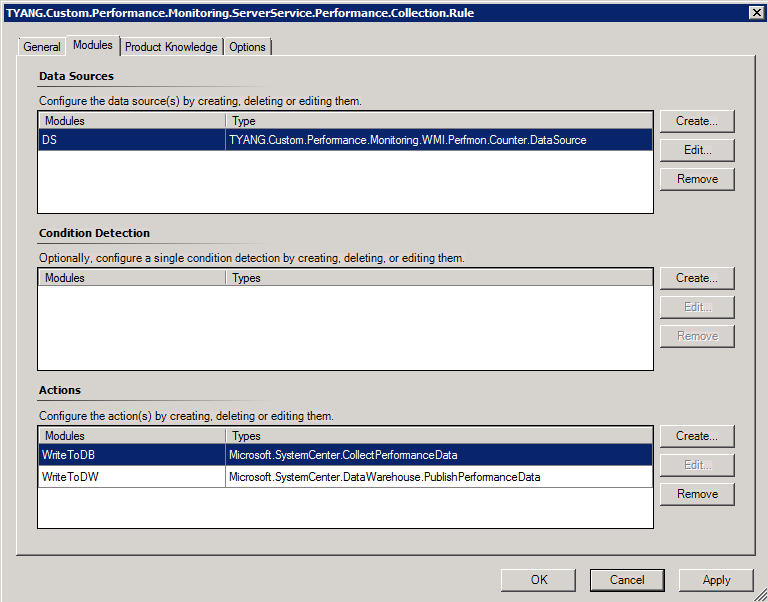 TYANG.Custom.Performance.Monitoring.ServerService.Performance.Collection.Rule
General Modules Product Knowledge Options
Data Sources
Configure the data source(s) by creating, deleting or editing them.
Modules Type Create...
DS TYANG.Custom.Performance.Monitoring.WMI.Perfmon.Counter.DataSource
Edit...
Remove
Condition Detection
Optionally, configure a single condition detection by creating, deleting, or editing them.
Modules Types Create...
Edit...
Remove
Actions
Configure the action(s) by creating, deleting or editing them.
Modules Types Create...
WriteToDB Microsoft.SystemCenter.CollectPerformanceData
Edit...
WriteToDW Microsoft.SystemCenter.DataWarehouse.PublishPerformanceData
Remove
OK Cancel Apply